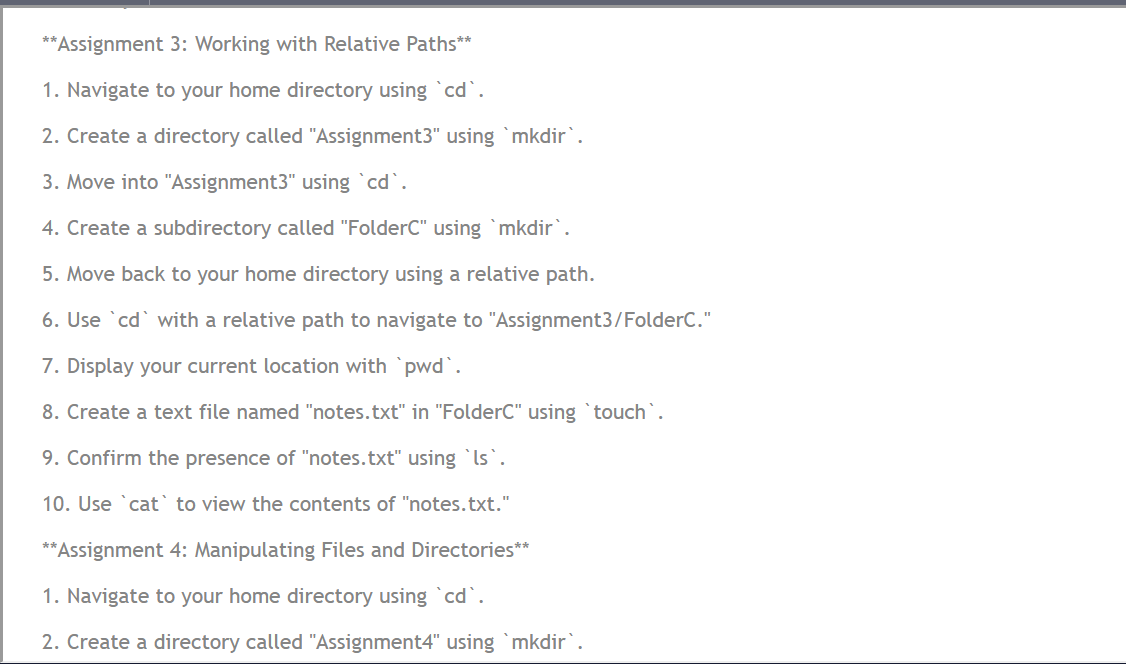 **Assignment 3: Working with Relative Paths**
1. Navigate to your home directory using `cd`.
2. Create a directory called "Assignment3" using `mkdir`.
3. Move into "Assignment3" using `cd`.
4. Create a subdirectory called "FolderC" using `mkdir`.
5. Move back to your home directory using a relative path.
6. Use `cd` with a relative path to navigate to "Assignment3/FolderC."
7. Display your current location with `pwd`.
8. Create a text file named "notes.txt" in "FolderC" using `touch`.
9. Confirm the presence of "notes.txt" using `ls`.
10. Use `cat` to view the contents of "notes.txt."
**Assignment 4: Manipulating Files and Directories**
1. Navigate to your home directory using `cd`.
2. Create a directory called "Assignment4" using `mkdir`.